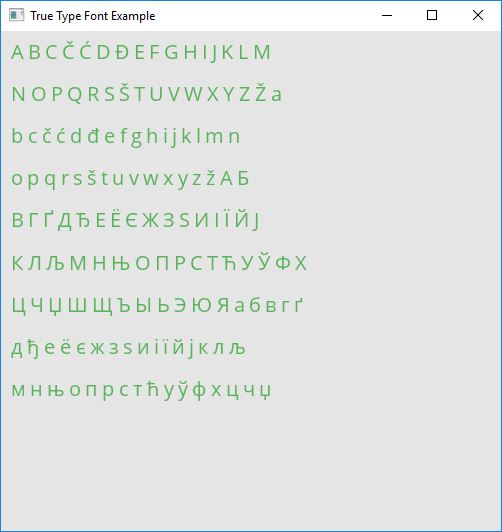 True Type Font Example
A B C Č Ć D Đ E F G H I J K L M
N O P Q R S Š T U V W X Y Z Ž a
b c č ć d đ e f g h i j k l m n
o p q r s š t u v w x y z ž А Б
В Г Ґ Д Ђ Е Ё Є Ж З Ѕ И І Ї Й Ј
К Л Љ М Н Њ О П Р С Т Ћ У Ў Ф Х
Ц Ч Џ Ш Щ Ъ Ы Ь Э Ю Я а б в г ґ
д ђ е ё є ж з ѕ и і ї й ј к л љ
м н њ о п р с т ћ у ў ф х ц ч џ